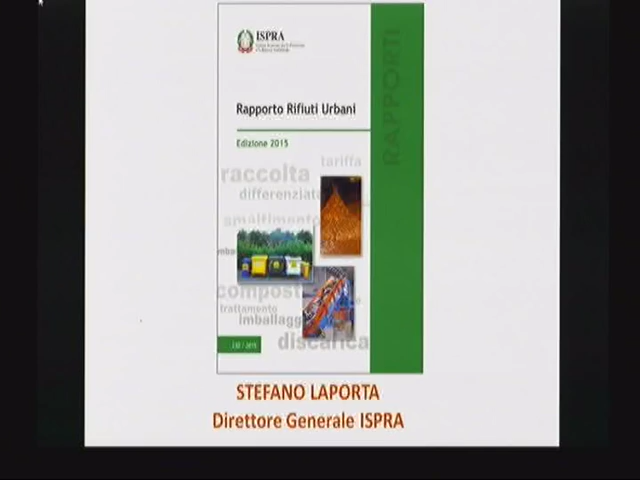 ISPRA
RAPPORTI
Rapporto Rifiuti Urbani
Edizione 2015
tariffa
raccolta
differenziata
smaltimento
compost
trattamento
imballagg
discarica
STEFANO LAPORTA
Direttore Generale ISPRA